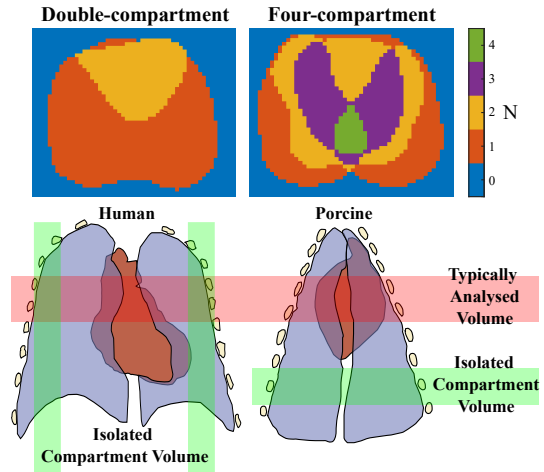 Double-compartment
Four-compartment
4
3
2
1
0
N
Human
Porcine
Typically
Analysed
Volume
Isolated
Compartment
Volume
Isolated
Compartment Volume